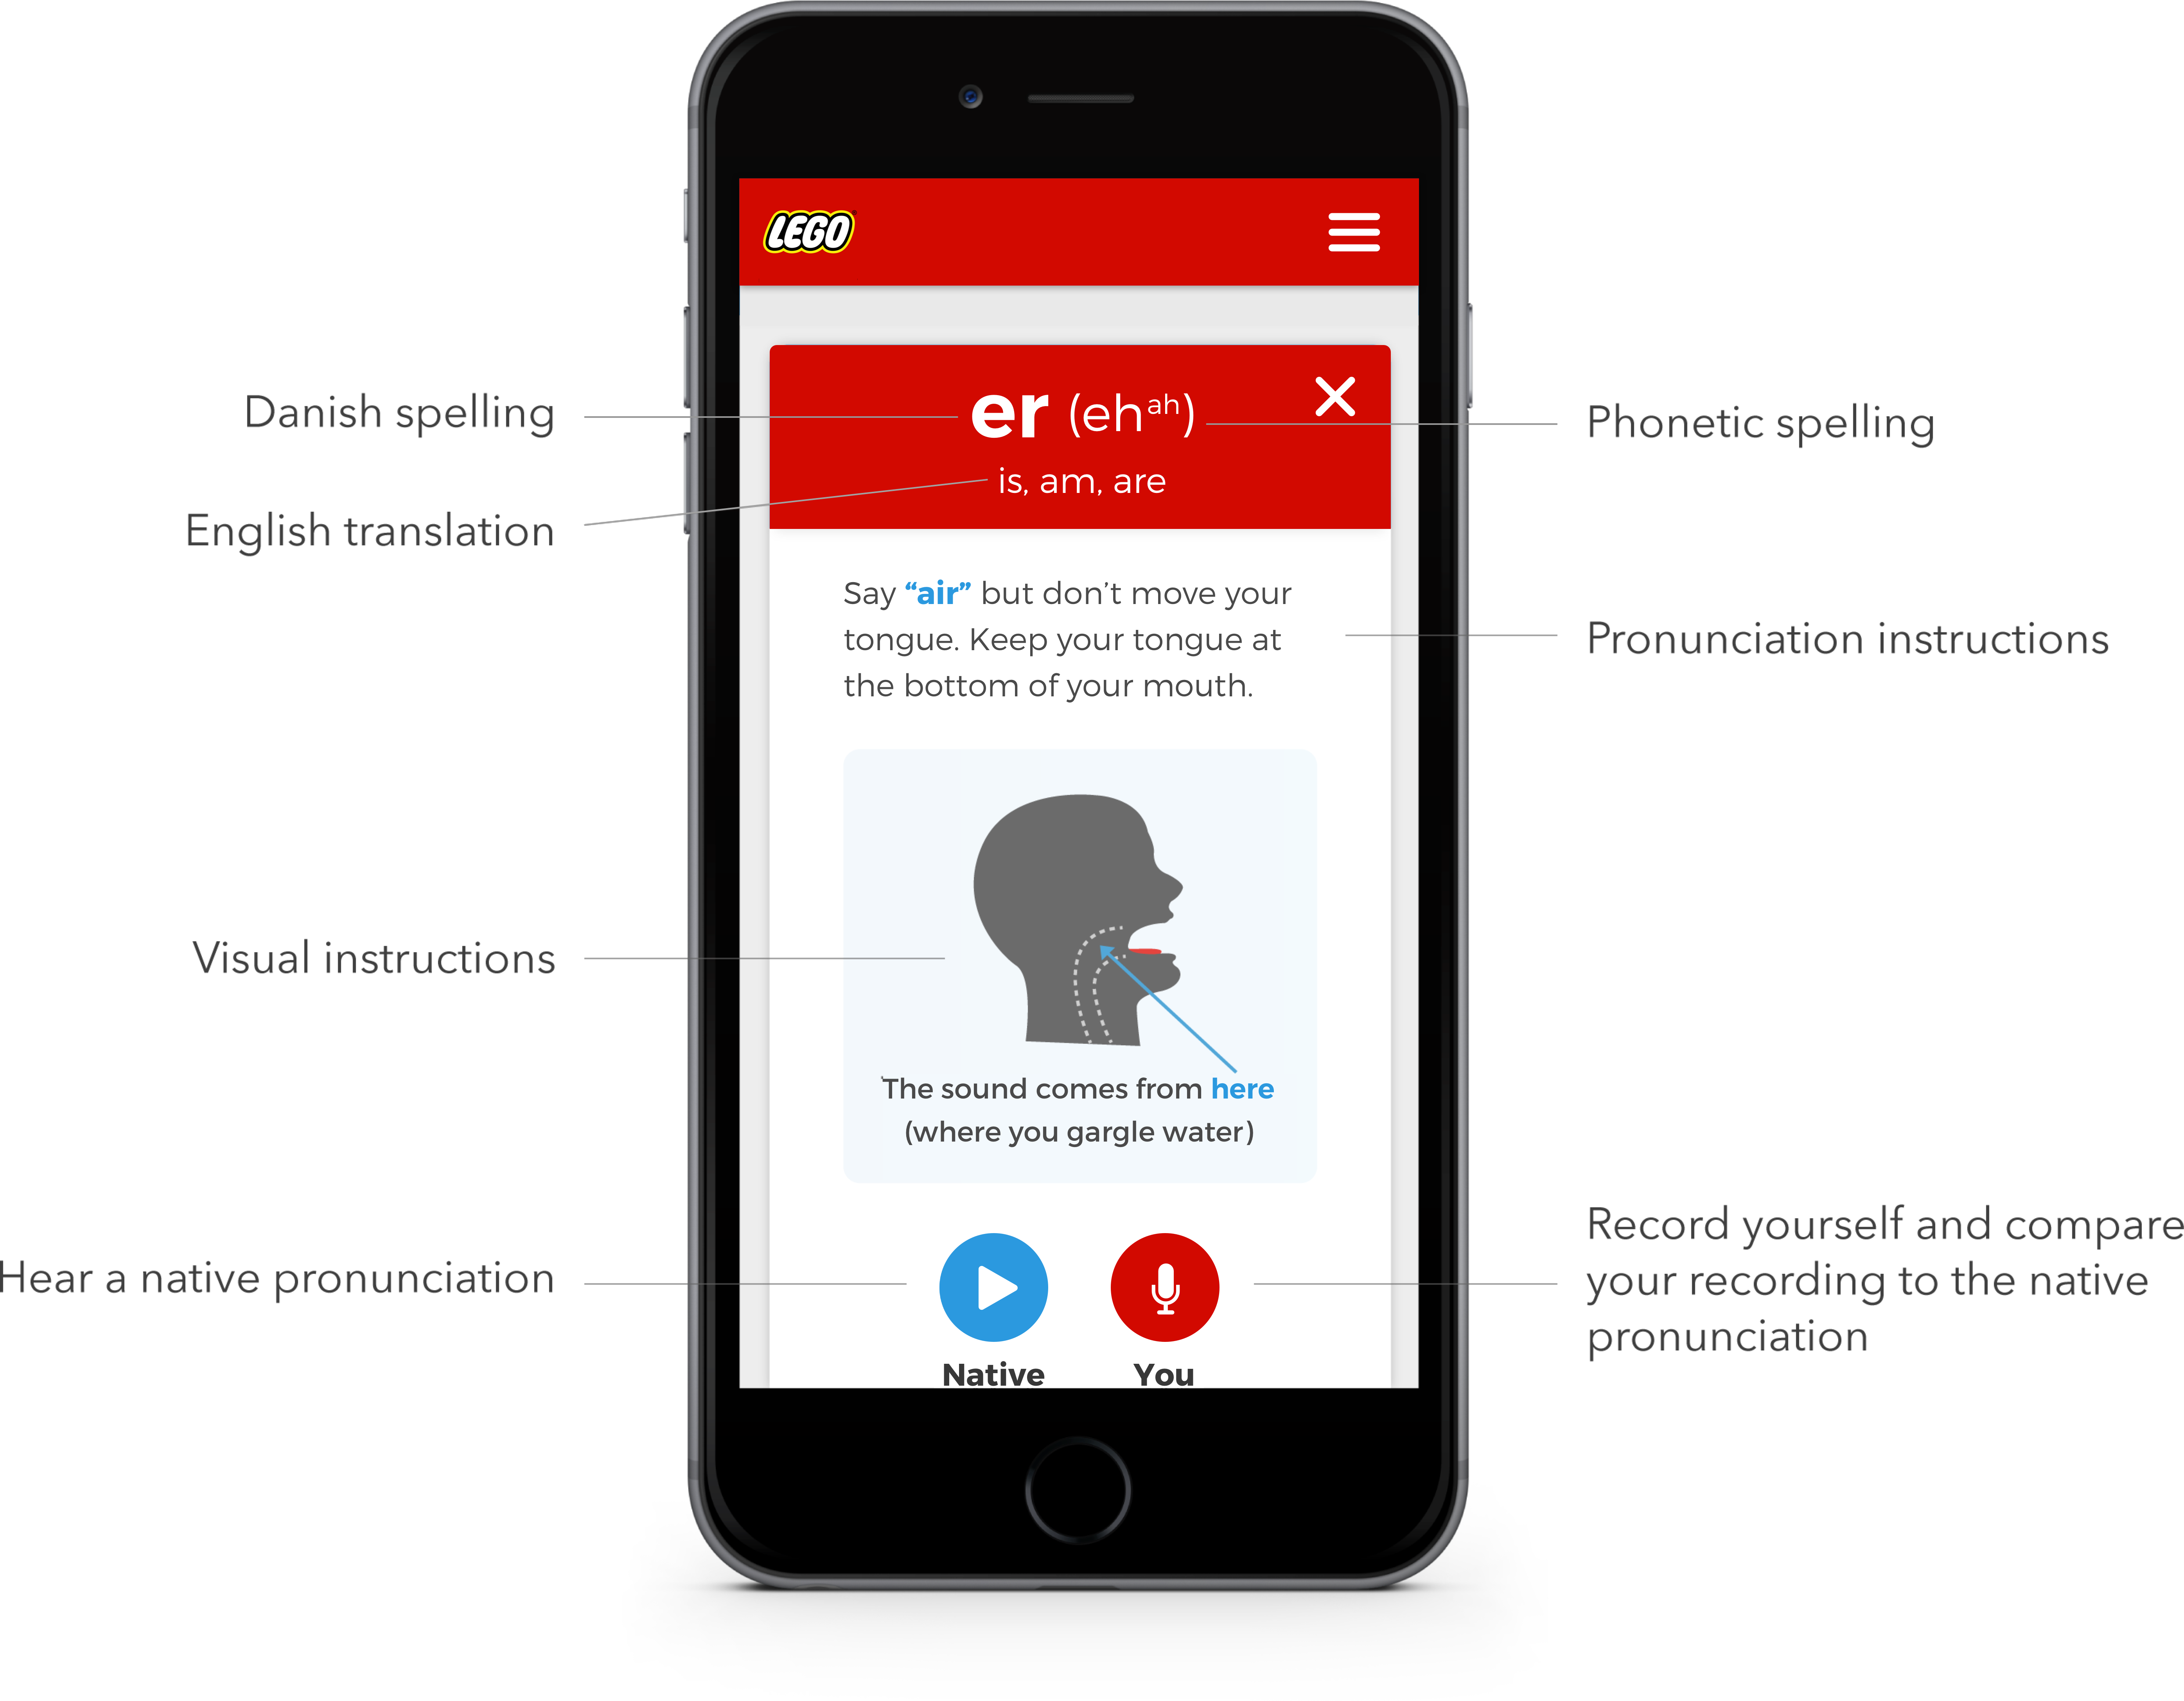 LEGO
Danish spelling
er (ehah)
Phonetic spelling
English translation
is, am, are
Say “air” but don’t move your
tongue. Keep your tongue at
the bottom of your mouth.
Pronunciation instructions
Visual instructions
The sound comes from here
(where you gargle water)
Hear a native pronunciation
Native
You
Record yourself and compare
your recording to the native
pronunciation